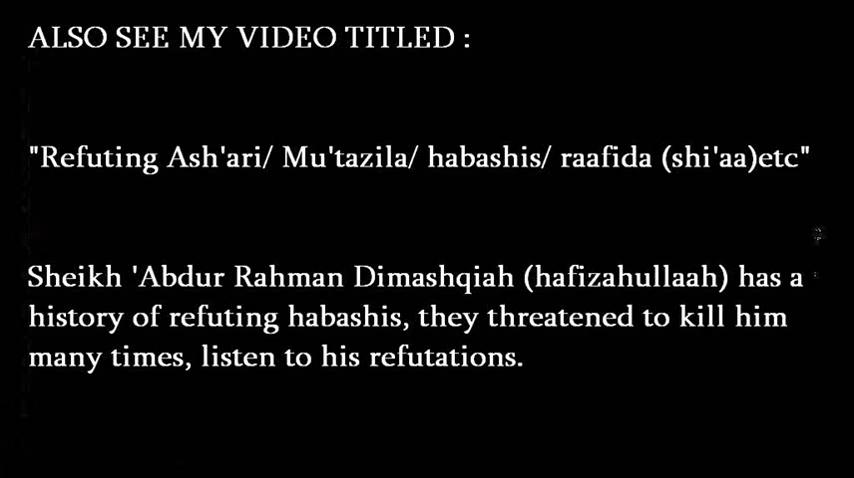 ALSO SEE MY VIDEO TITLED :
"Refuting Ash'ari/ Mu'tazila/ habashis/ raafida (shi'aa)etc"
Sheikh 'Abdur Rahman Dimashqiah (hafizahullaah) has a
history of refuting habashis, they threatened to kill him
many times, listen to his refutations.